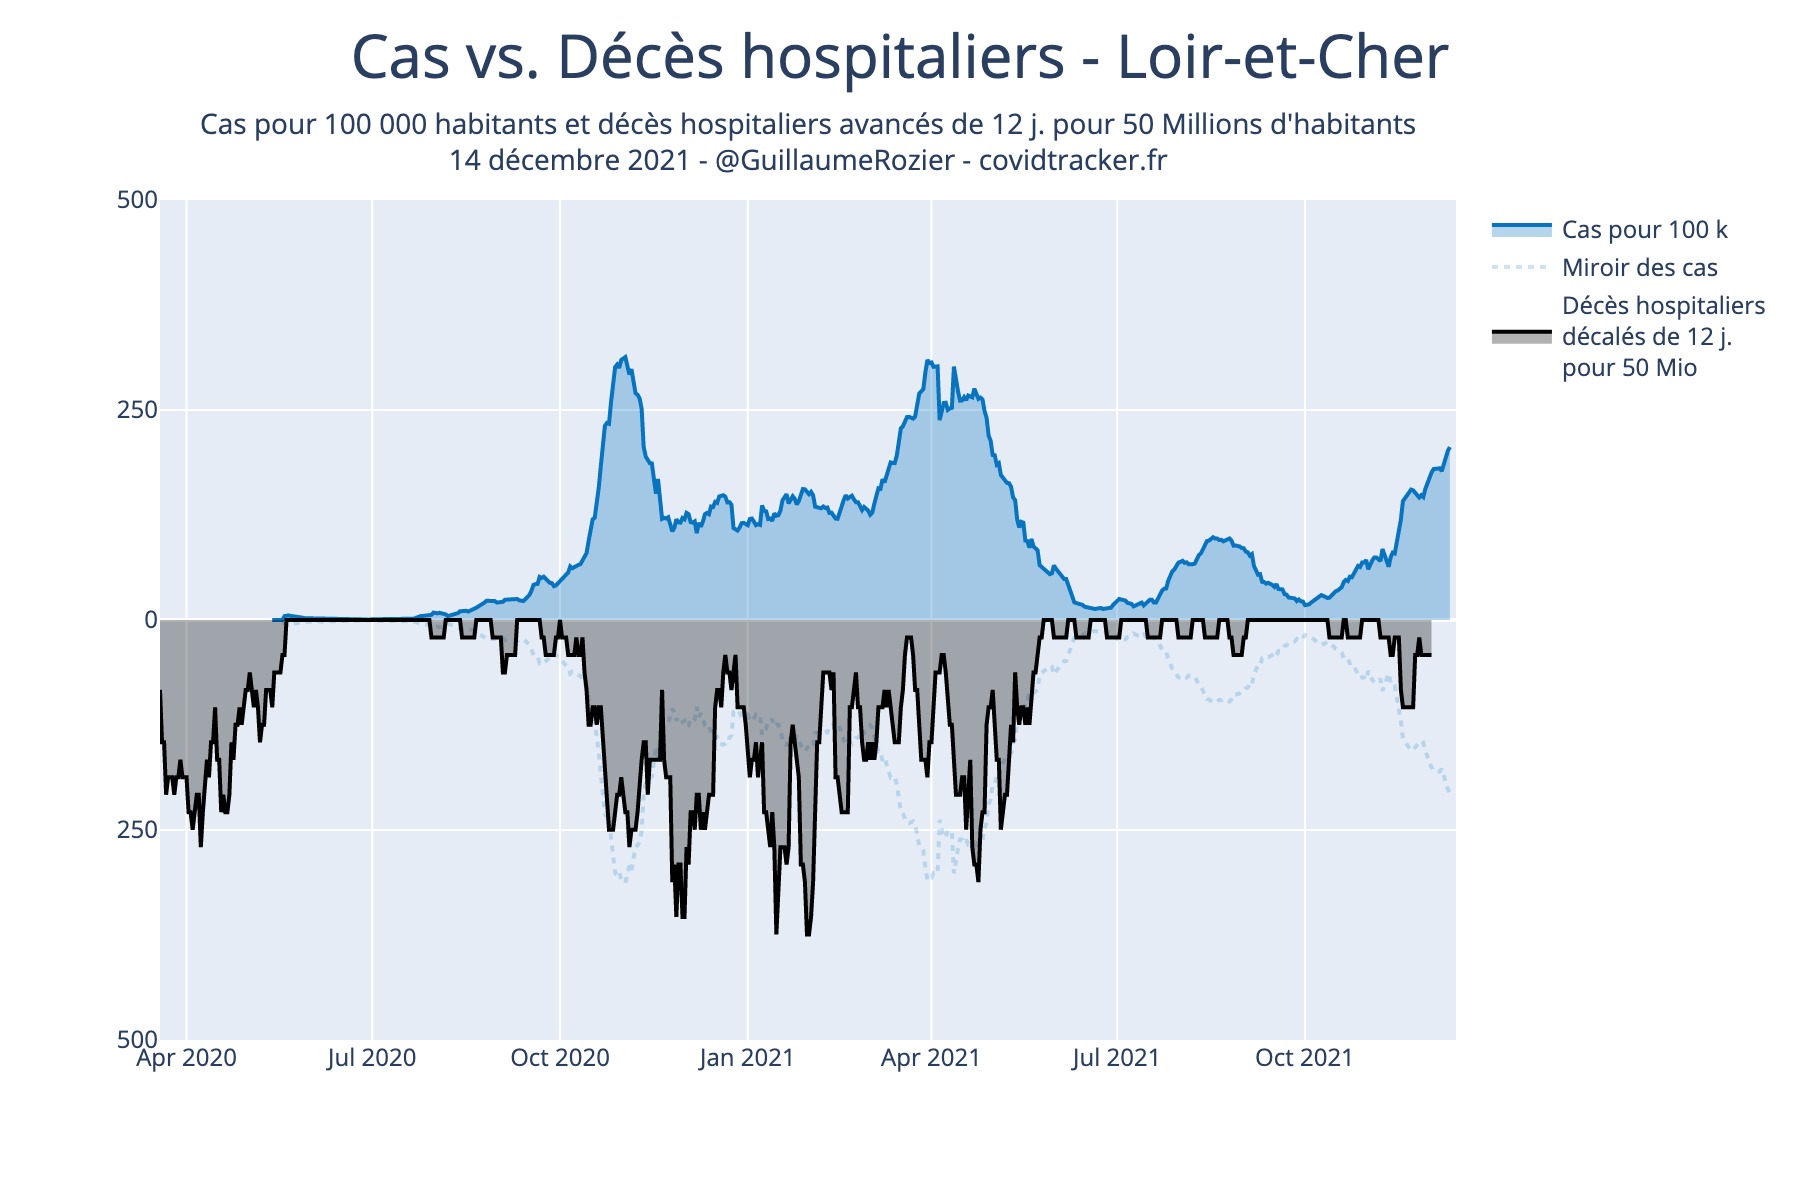 Cas vs. Décès hospitaliers - Loir-et-Cher
Cas pour 100 000 habitants et décès hospitaliers avancés de 12 j. pour 50 Millions d'habitants
14 décembre 2021 - @GuillaumeRozier - covidtracker.fr
500
250
0
250
500
Apr 2020
Jul 2020
Oct 2020
Jan 2021
Apr 2021
Jul 2021
Oct 2021
Cas pour 100 k
Miroir des cas
Décès hospitaliers
décalés de 12 j.
pour 50 Mio